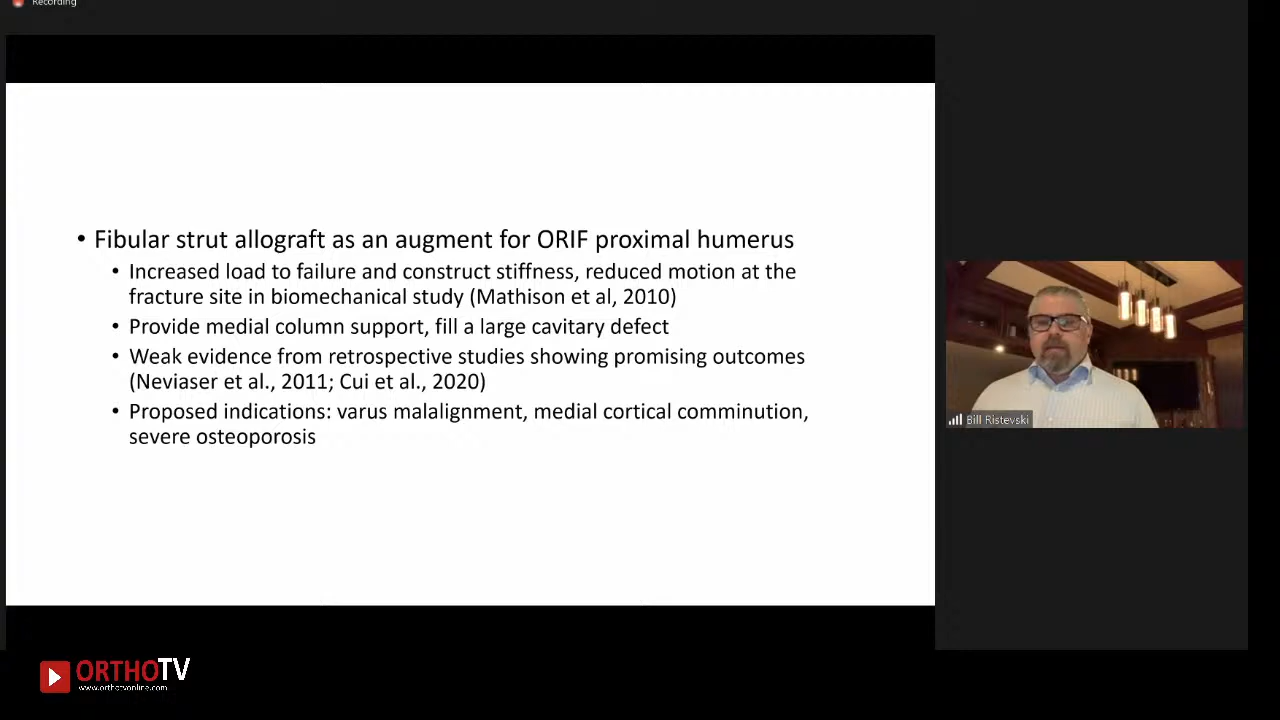 Recording
• Fibular strut allograft as an augment for ORIF proximal humerus
• Increased load to failure and construct stiffness, reduced motion at the
fracture site in biomechanical study (Mathison et al, 2010)
• Provide medial column support, fill a large cavitary defect
• Weak evidence from retrospective studies showing promising outcomes
(Neviaser et al., 2011; Cui et al., 2020)
• Proposed indications: varus malalignment, medial cortical comminution,
severe osteoporosis
Bill Ristevski
ORTHOTV
www.orthotvonline.com